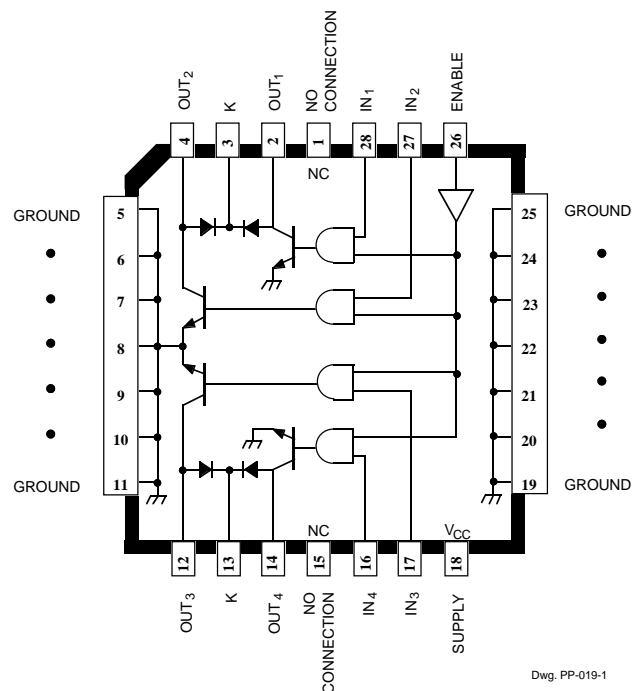 OUT2
K
OUT1
NO
CONNECTION
IN1
IN2
ENABLE
4
3
2
1
28
27
26
NC
GROUND
5
6
7
8
9
10
11
GROUND
25
GROUND
24
23
22
21
20
19
GROUND
NC
VCC
12
13
14
15
16
17
18
OUT3
K
OUT4
NO
CONNECTION
IN4
IN3
SUPPLY
Dwg. PP-019-1